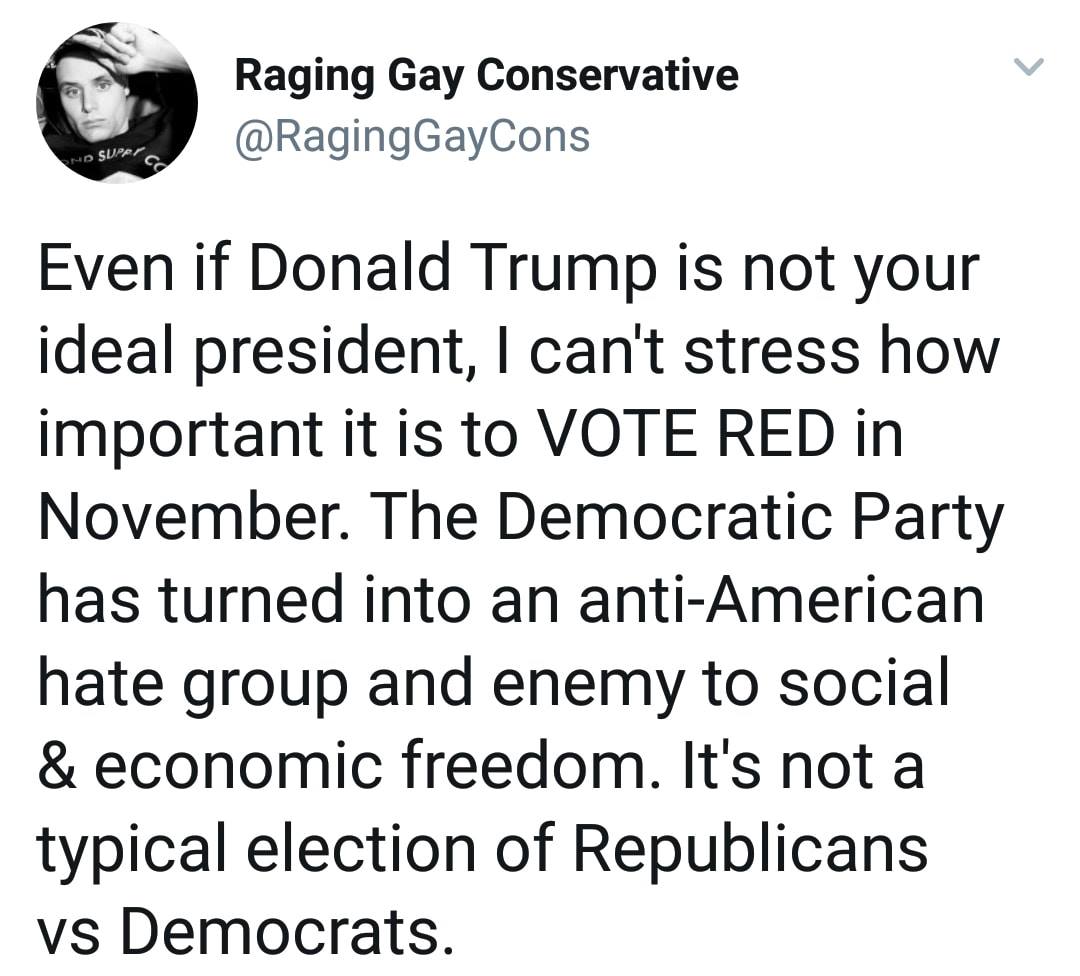 Raging Gay Conservative
@RagingGayCons
Even if Donald Trump is not your
ideal president, I can't stress how
important it is to VOTE RED in
November. The Democratic Party
has turned into an anti-American
hate group and enemy to social
& economic freedom. It's not a
typical election of Republicans
vs Democrats.